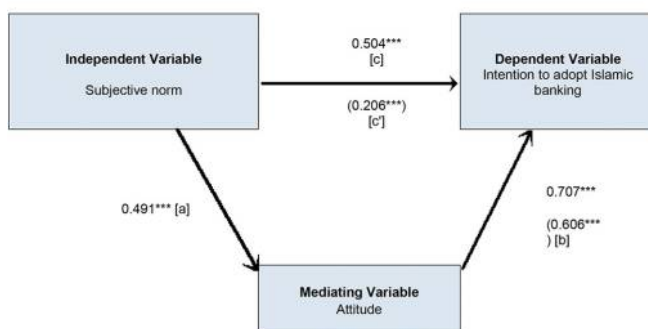 Independent Variable
Subjective norm
0.504***
[c]
(0.206***)
[c']
Dependent Variable
Intention to adopt Islamic
banking
0.491*** [a]
0.707***
(0.606***
) [b]
Mediating Variable
Attitude